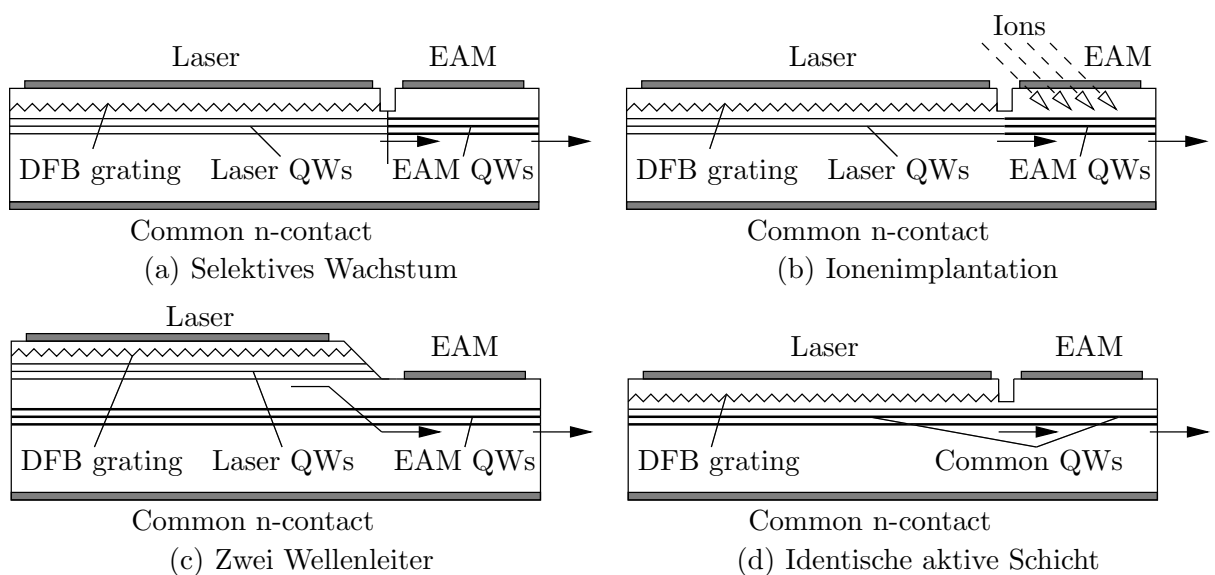 Laser
EAM
DFB grating
Laser QWs
EAM QWs
Common n-contact
(a) Selektives Wachstum
Ions
Laser
EAM
DFB grating
Laser QWs
EAM QWs
Common n-contact
(b) Ionenimplantation
Laser
EAM
DFB grating
Laser QWs
EAM QWs
Common n-contact
(c) Zwei Wellenleiter
Laser
EAM
DFB grating
Common QWs
Common n-contact
(d) Identische aktive Schicht